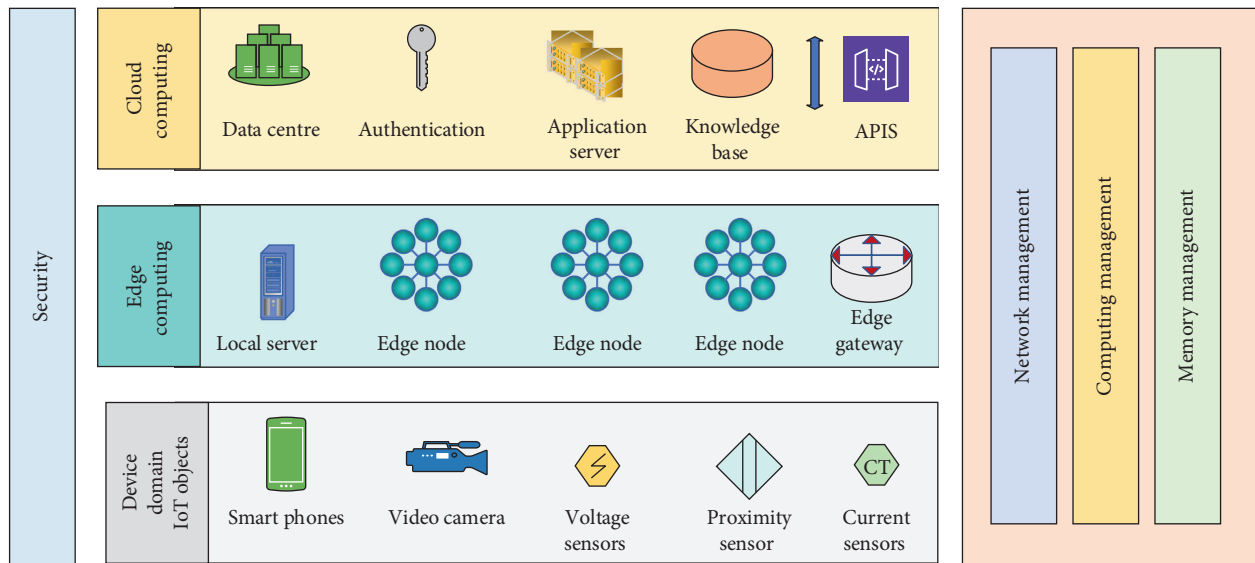 Security
Cloud
computing
Data centre
Authentication
Application
server
Knowledge
base
</>
APIS
Edge
computing
Local server
Edge node
Edge node
Edge node
Edge
gateway
Device
domain
IoT objects
Smart phones
Video camera
Voltage
sensors
Proximity
sensor
CT
Current
sensors
Network management
Computing management
Memory management